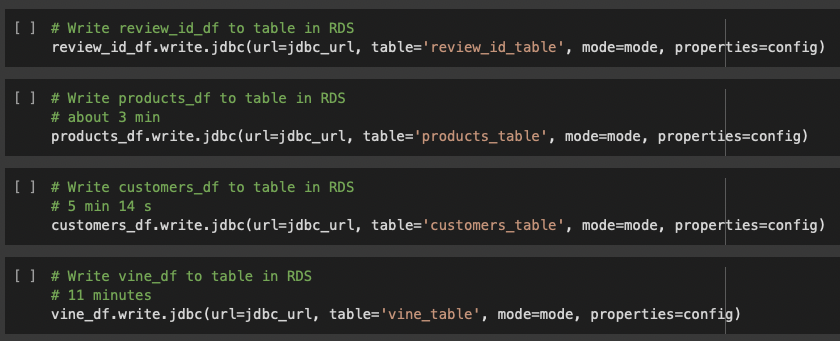 [ ] # Write review_id_df to table in RDS
review_id_df.write.jdbc(url=jdbc_url, table='review_id_table', mode=mode, properties=config)
[ ] # Write products_df to table in RDS
# about 3 min
products_df.write.jdbc(url=jdbc_url, table='products_table', mode=mode, properties=config)
[ ] # Write customers_df to table in RDS
# 5 min 14 s
customers_df.write.jdbc(url=jdbc_url, table='customers_table', mode=mode, properties=config)
[ ] # Write vine_df to table in RDS
# 11 minutes
vine_df.write.jdbc(url=jdbc_url, table='vine_table', mode=mode, properties=config)